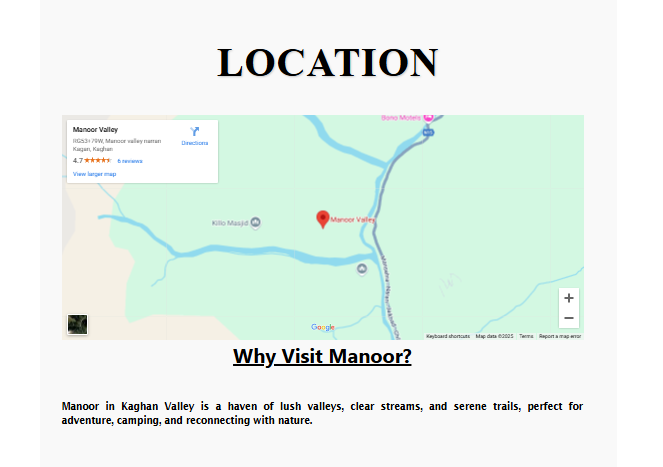 LOCATION
Bono Motels
Manoor Valley
Directions
Kagan, Kaghan
4.7
6 reviews
View larger map
Killo Masjid
Manoor Valley
Google
Keyboard shortcuts
Map data ©2025
Terms
Report a map error
Why Visit Manoor?
Manoor in Kaghan Valley is a haven of lush valleys, clear streams, and serene trails, perfect for
adventure, camping, and reconnecting with nature.